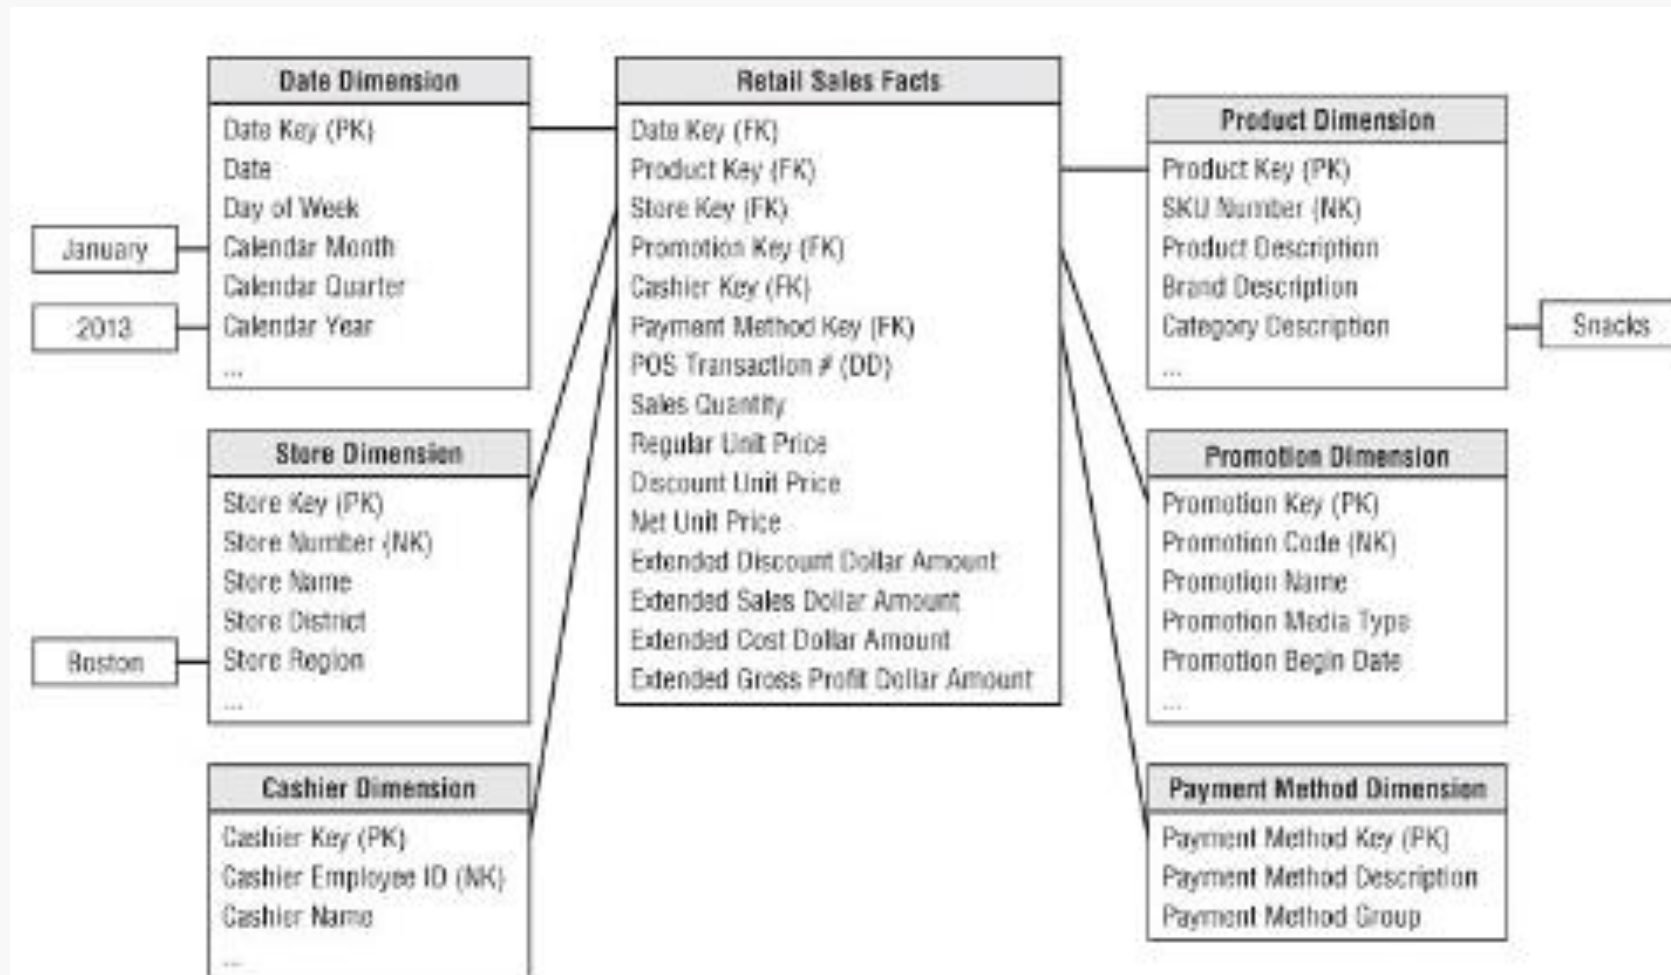 Date Dimension
Date Key (PK)
Date
Day of Week
Calendar Month
Calendar Quarter
Calendar Year
...
January
2013
Store Dimension
Store Key (PK)
Store Number (NK)
Store Name
Store District
Store Region
...
Boston
Cashier Dimension
Cashier Key (PK)
Cashier Employee ID (NK)
Cashier Name
...
Retail Sales Facts
Date Key (FK)
Product Key (FK)
Store Key (FK)
Promotion Key (FK)
Cashier Key (FK)
Payment Method Key (FK)
POS Transaction # (DD)
Sales Quantity
Regular Unit Price
Discount Unit Price
Net Unit Price
Extended Discount Dollar Amount
Extended Sales Dollar Amount
Extended Cost Dollar Amount
Extended Gross Profit Dollar Amount
Product Dimension
Product Key (PK)
SKU Number (NK)
Product Description
Brand Description
Category Description
...
Snacks
Promotion Dimension
Promotion Key (PK)
Promotion Code (NK)
Promotion Name
Promotion Media Type
Promotion Begin Date
...
Payment Method Dimension
Payment Method Key (PK)
Payment Method Description
Payment Method Group